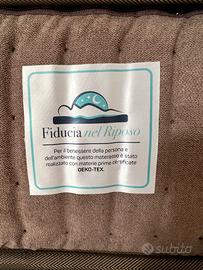 Fiducia nel Riposo
Per il benessere della persona e
dell'ambiente questo materasso è stato
realizzato con materie prime certificate
OEKO-TEX.
subito